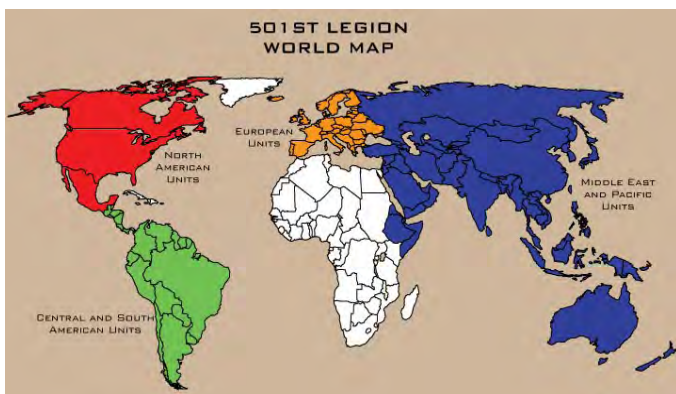 501ST LEGION
WORLD MAP
EUROPEAN
UNITS
NORTH
AMERICAN
UNITS
MIDDLE EAST
AND PACIFIC
UNITS
CENTRAL AND SOUTH
AMERICAN UNITS